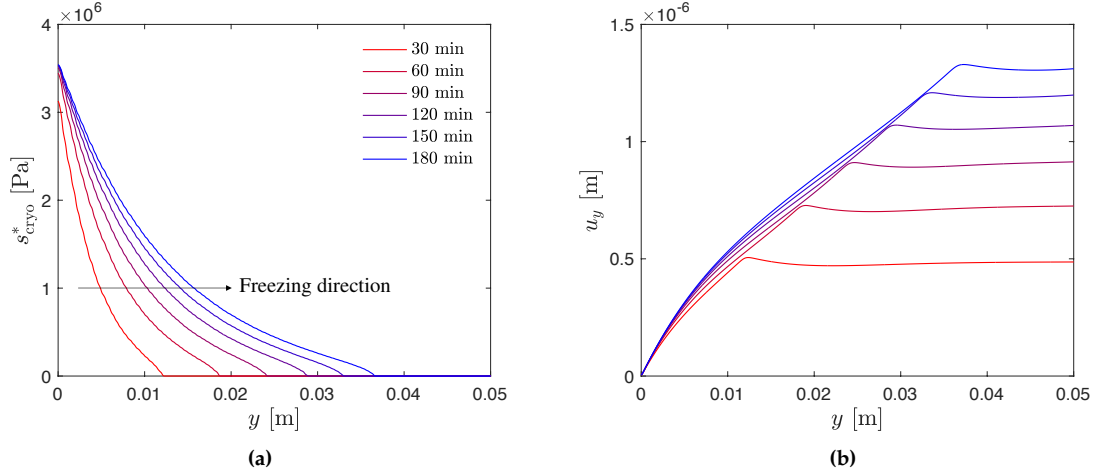 ×10⁶
4
3
2
1
0
s*cryo [Pa]
30 min
60 min
90 min
120 min
150 min
180 min
Freezing direction
0 0.01 0.02 0.03 0.04 0.05
y [m]
(a)
×10⁻⁶
1.5
1
0.5
0
u_y [m]
0 0.01 0.02 0.03 0.04 0.05
y [m]
(b)